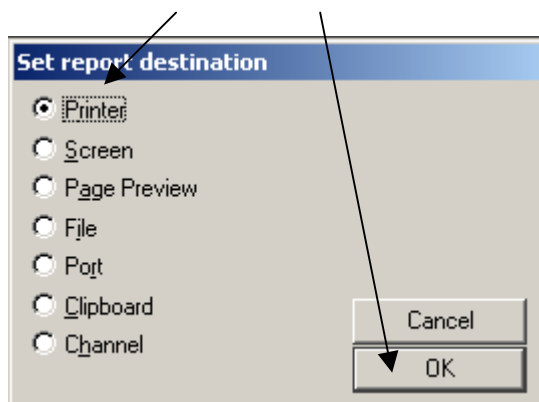 Set report destination
Printer
Screen
Page Preview
File
Port
Clipboard
Channel
Cancel
OK